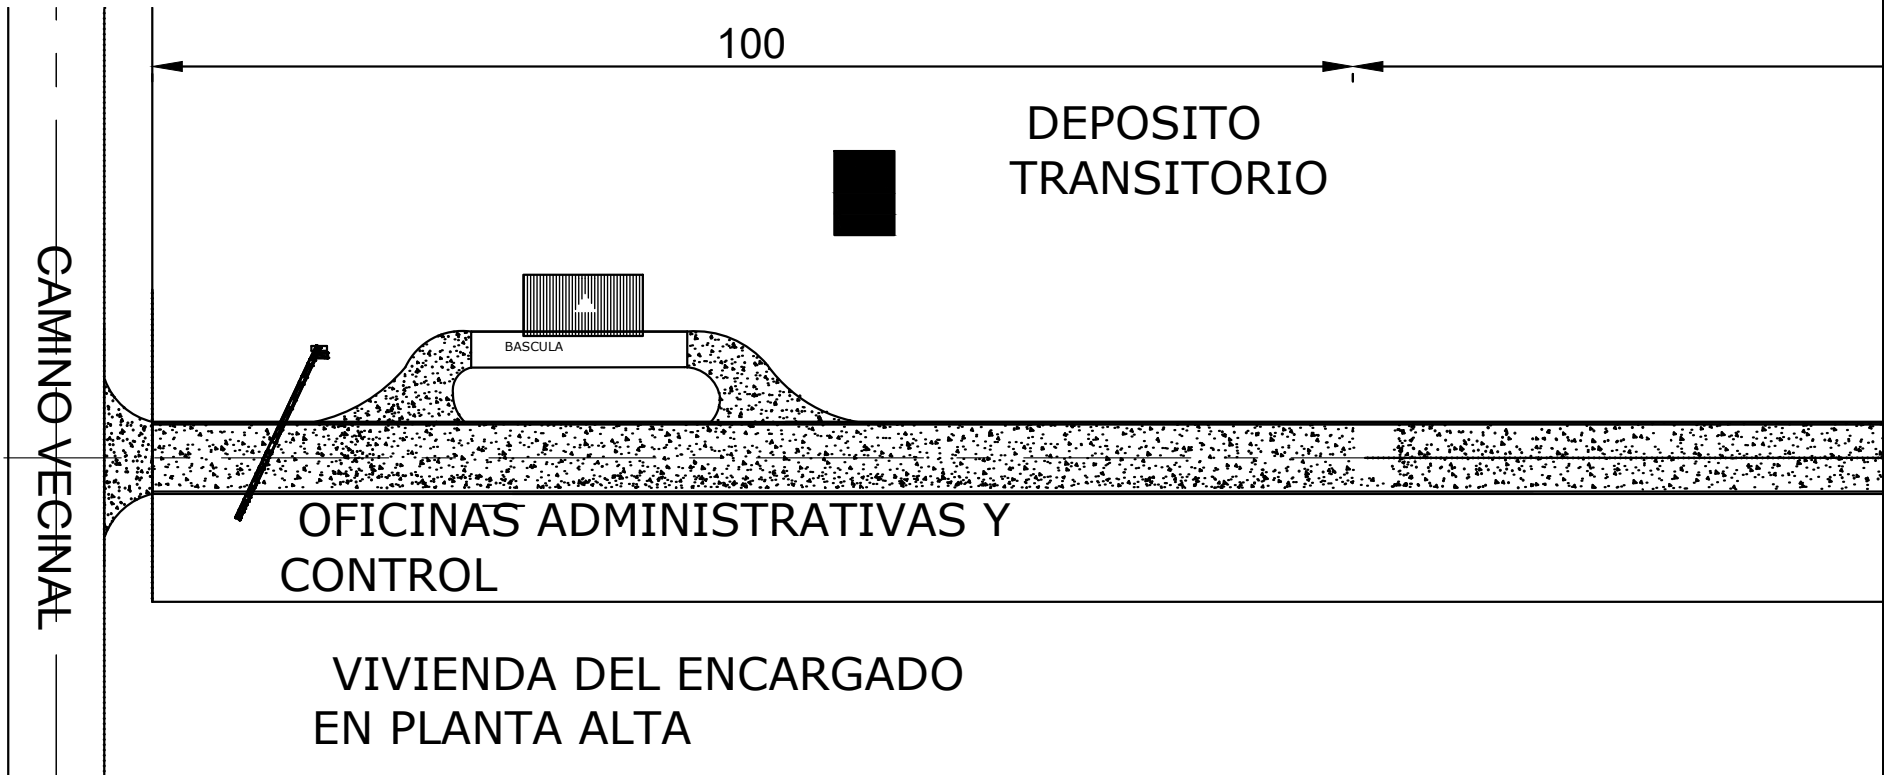 100
DEPOSITO
TRANSITORIO
CAMINO VECINAL
BASCULA
OFICINAS ADMINISTRATIVAS Y
CONTROL
VIVIENDA DEL ENCARGADO
EN PLANTA ALTA